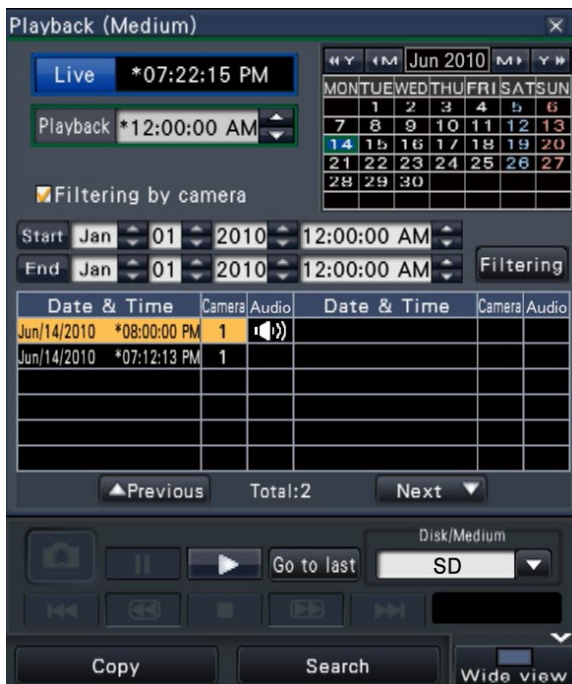 Playback (Medium)
Live *07:22:15 PM
Playback *12:00:00 AM
Y M Jun 2010 M Y
MON TUE WED THU FRI SAT SUN
1 2 3 4 5 6
7 8 9 10 11 12 13
14 15 16 17 18 19 20
21 22 23 24 25 26 27
28 29 30
Filtering by camera
Start Jan 01 2010 12:00:00 AM
End Jan 01 2010 12:00:00 AM
Filtering
Date & Time Camera Audio Date & Time Camera Audio
Jun/14/2010 *08:00:00 PM 1
Jun/14/2010 *07:12:13 PM 1
Previous Total:2 Next
Disk/Medium
Go to last SD
Copy Search Wide view